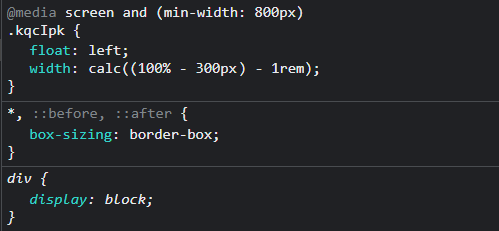 @media screen and (min-width: 800px)
.kqcIpk {
float: left;
width: calc((100% - 300px) - 1rem);
}
*, ::before, ::after {
box-sizing: border-box;
}
div {
display: block;
}